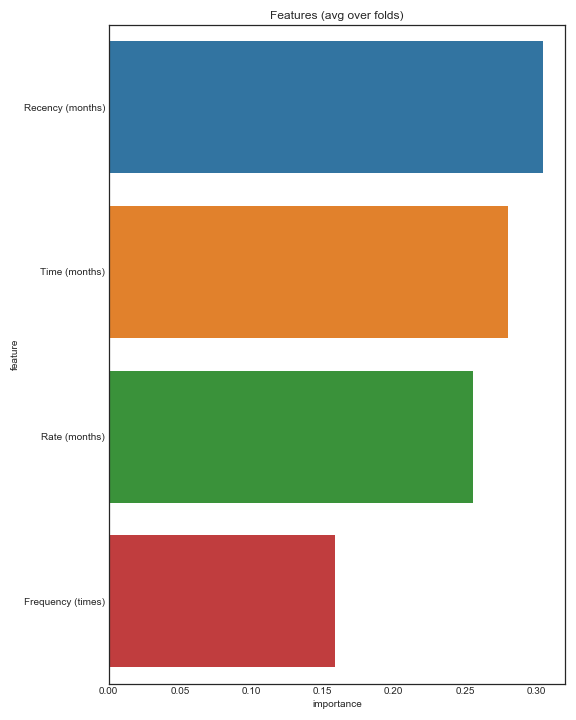 Features (avg over folds)
Recency (months)
Time (months)
feature
Rate (months)
Frequency (times)
0.00 0.05 0.10 0.15 0.20 0.25 0.30
importance